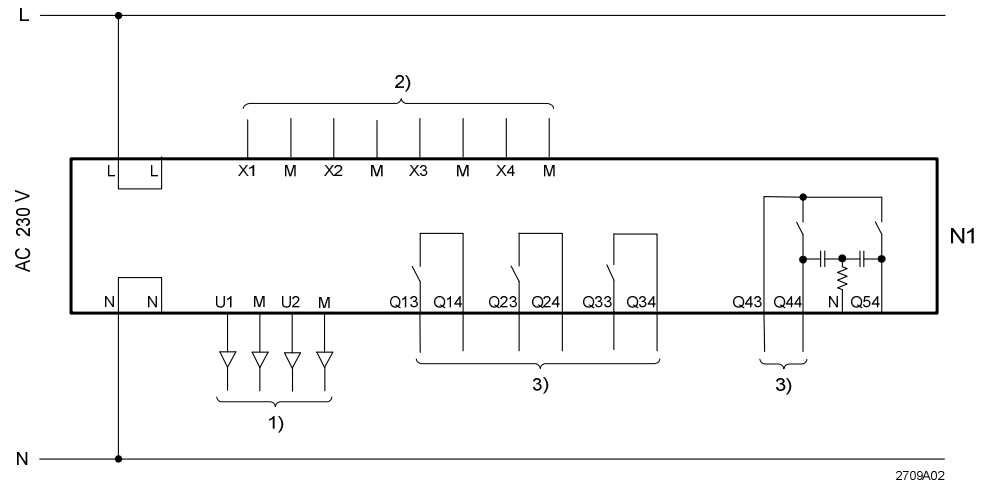 L
2)
L L X1 M X2 M X3 M X4 M
AC 230 V
N1
N N U1 M U2 M Q13 Q14 Q23 Q24 Q33 Q34 Q43 Q44 N Q54
3) 3)
1)
N
2709A02